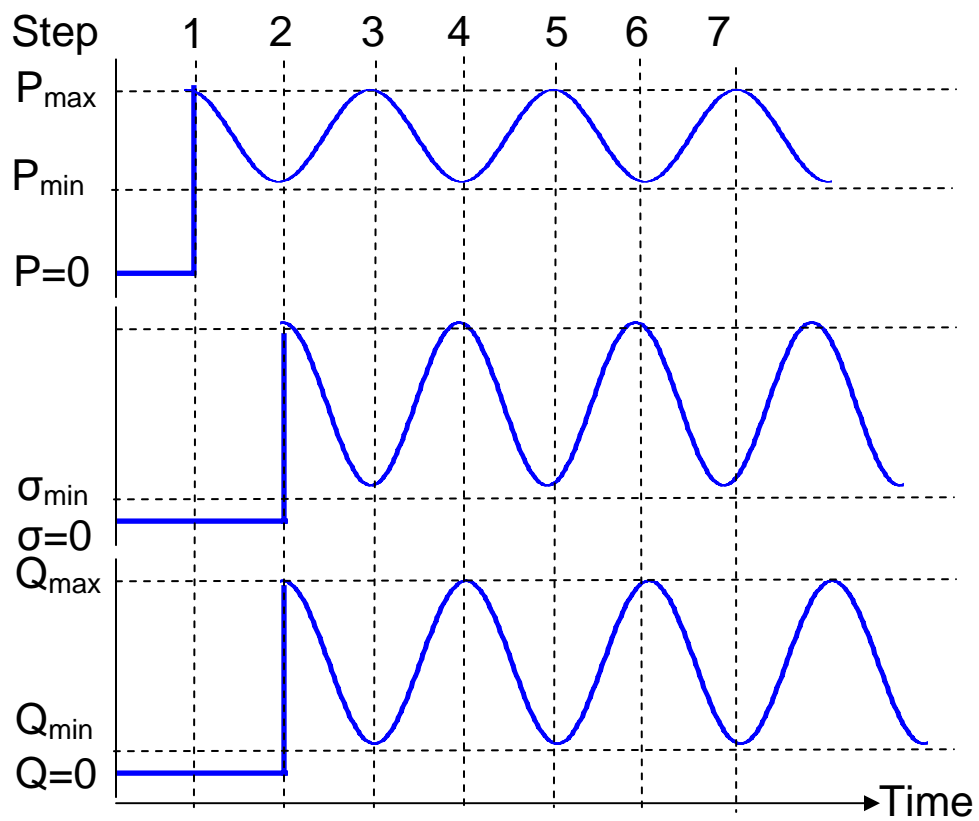 Step 1 2 3 4 5 6 7
Pmax
Pmin
P=0
σmin
σ=0
Qmax
Qmin
Q=0
Time